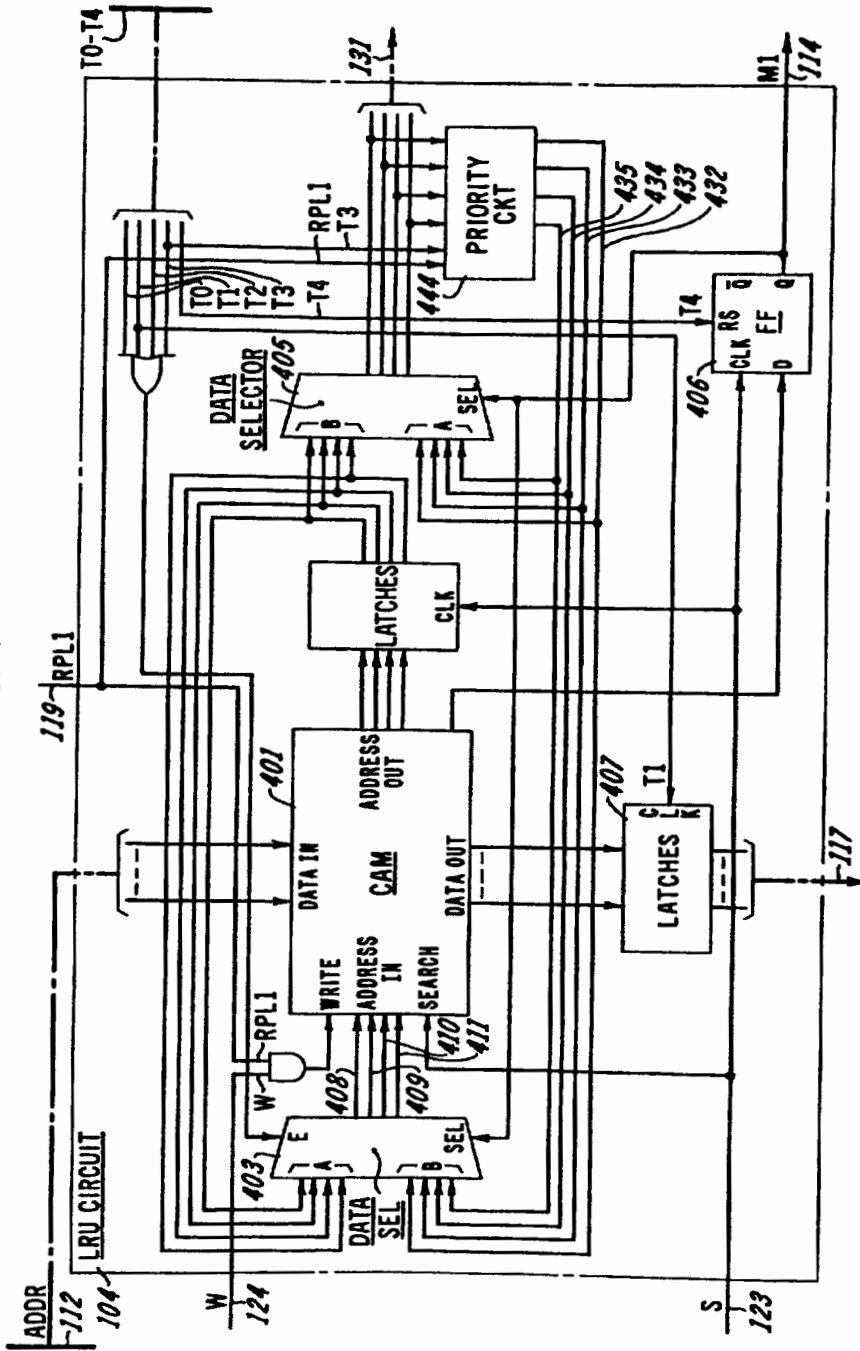 T0-T4
ADDR
112
LRU CIRCUIT
104
119
RPL1
T0
T1
T2
T3
T4
RPL1
T3
131
DATA
SELECTOR
405
B
A
SEL
444
PRIORITY
CKT
435
434
433
432
W
124
W
RPL1
403
E
A
B
SEL
DATA
SEL
408
409
410
411
401
DATA IN
WRITE
ADDRESS
IN
SEARCH
CAM
ADDRESS
OUT
DATA OUT
LATCHES
CLK
T4
406
CLK
RS
FF
D
Q̅
Q
M1
114
407
T1
CLK
LATCHES
117
S
123